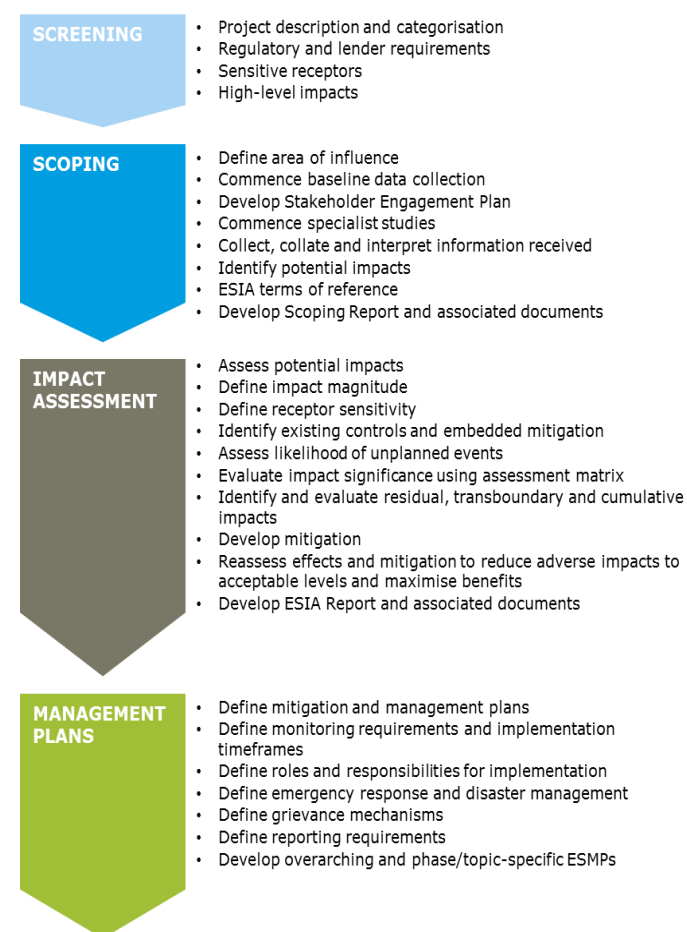 SCREENING
• Project description and categorisation
• Regulatory and lender requirements
• Sensitive receptors
• High-level impacts
SCOPING
• Define area of influence
• Commence baseline data collection
• Develop Stakeholder Engagement Plan
• Commence specialist studies
• Collect, collate and interpret information received
• Identify potential impacts
• ESIA terms of reference
• Develop Scoping Report and associated documents
IMPACT
ASSESSMENT
• Assess potential impacts
• Define impact magnitude
• Define receptor sensitivity
• Identify existing controls and embedded mitigation
• Assess likelihood of unplanned events
• Evaluate impact significance using assessment matrix
• Identify and evaluate residual, transboundary and cumulative
impacts
• Develop mitigation
• Reassess effects and mitigation to reduce adverse impacts to
acceptable levels and maximise benefits
• Develop ESIA Report and associated documents
MANAGEMENT
PLANS
• Define mitigation and management plans
• Define monitoring requirements and implementation
timeframes
• Define roles and responsibilities for implementation
• Define emergency response and disaster management
• Define grievance mechanisms
• Define reporting requirements
• Develop overarching and phase/topic-specific ESMPs